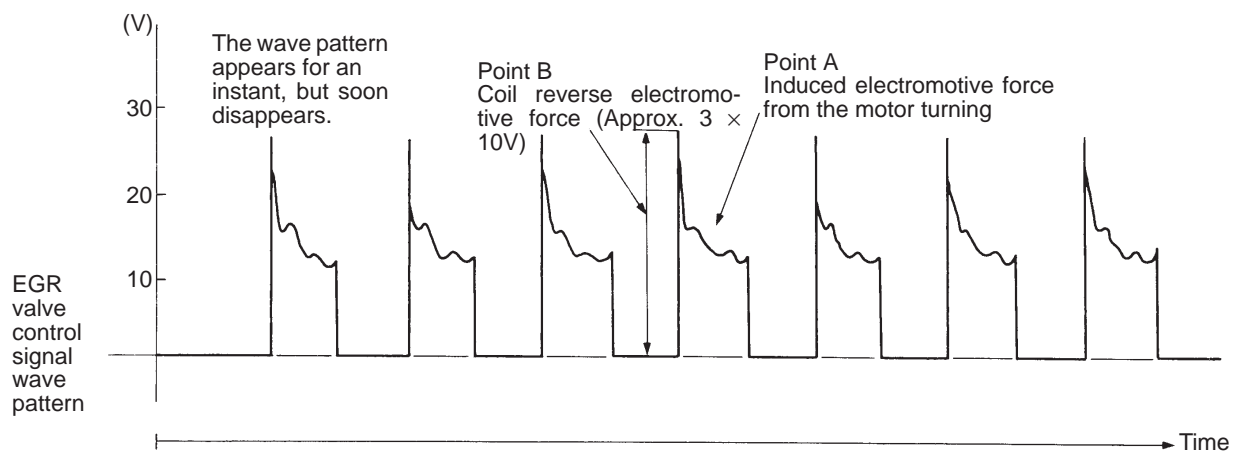 (V)
The wave pattern
appears for an
instant, but soon
disappears.
Point B
Coil reverse electromo-
tive force (Approx. 3 ×
10V)
Point A
Induced electromotive force
from the motor turning
30
20
10
EGR
valve
control
signal
wave
pattern
Time